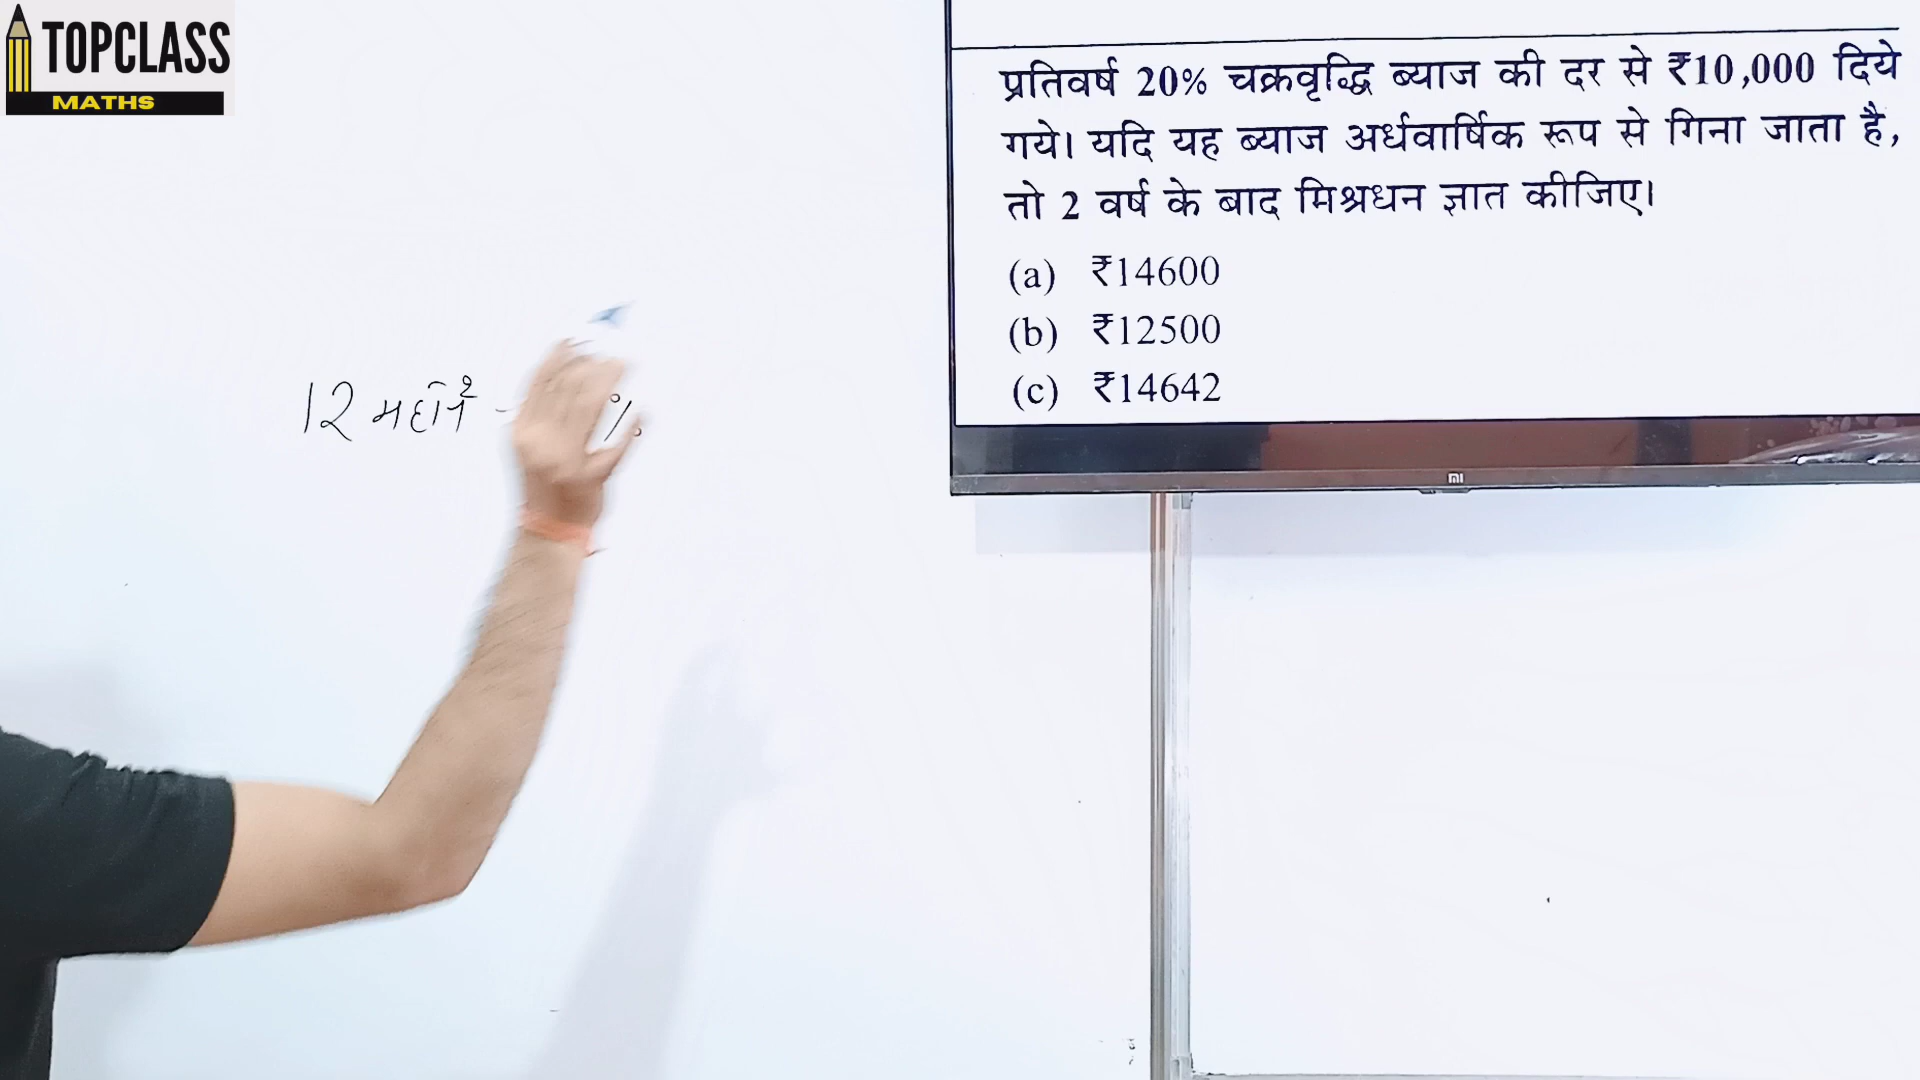 TOPCLASS
MATHS
प्रतिवर्ष 20% चक्रवृद्धि ब्याज की दर से ₹10,000 दिये
गये। यदि यह ब्याज अर्धवार्षिक रूप से गिना जाता है,
तो 2 वर्ष के बाद मिश्रधन ज्ञात कीजिए।
(a) ₹14600
(b) ₹12500
(c) ₹14642
12 महीने - %
mi